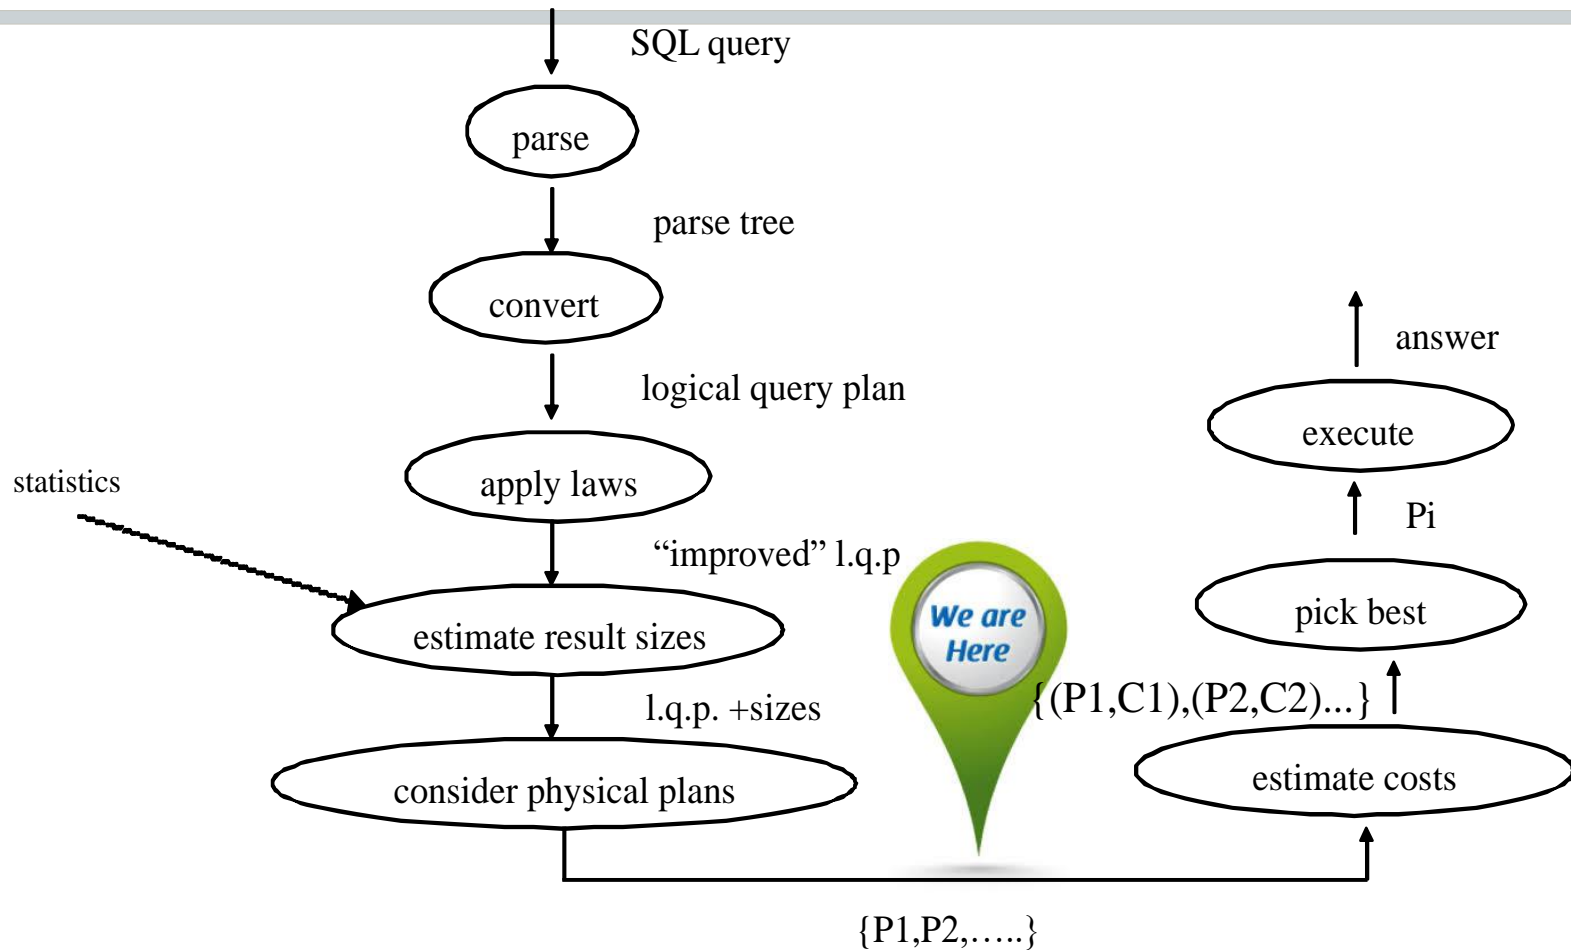 SQL query
parse
parse tree
convert
logical query plan
apply laws
statistics
“improved” l.q.p
estimate result sizes
l.q.p. +sizes
consider physical plans
{P1,P2,…..}
We are
Here
estimate costs
{(P1,C1),(P2,C2)...}
pick best
Pi
execute
answer